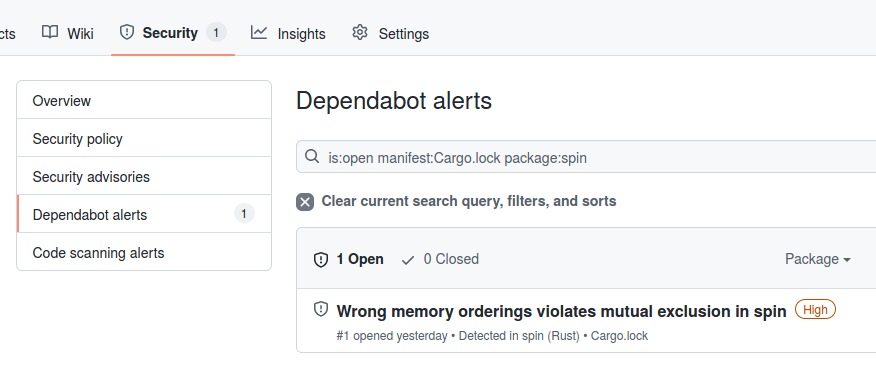 cts Wiki Security 1 Insights Settings
Overview
Security policy
Security advisories
Dependabot alerts 1
Code scanning alerts
Dependabot alerts
is:open manifest:Cargo.lock package:spin
Clear current search query, filters, and sorts
1 Open 0 Closed Package
Wrong memory orderings violates mutual exclusion in spin High
#1 opened yesterday • Detected in spin (Rust) • Cargo.lock